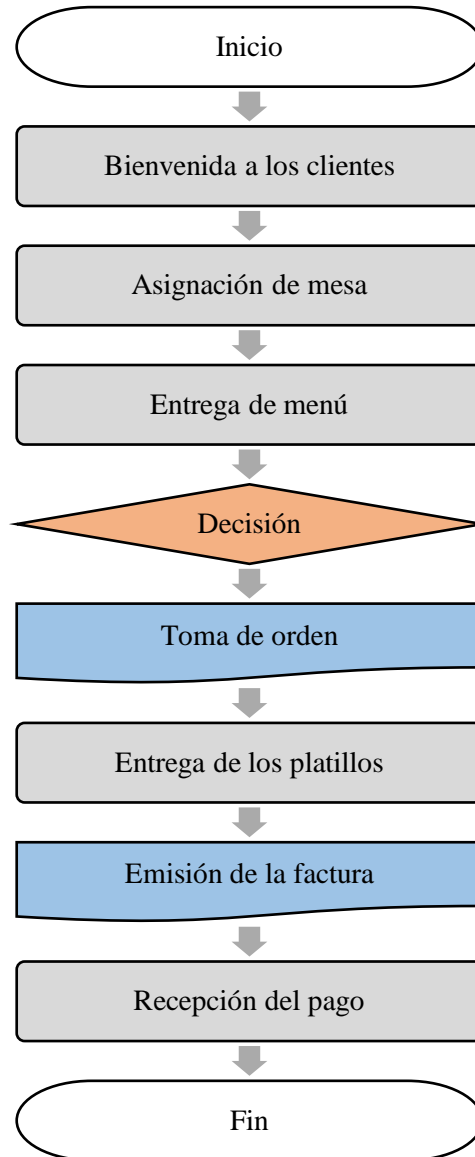 Inicio
Bienvenida a los clientes
Asignación de mesa
Entrega de menú
Decisión
Toma de orden
Entrega de los platillos
Emisión de la factura
Recepción del pago
Fin